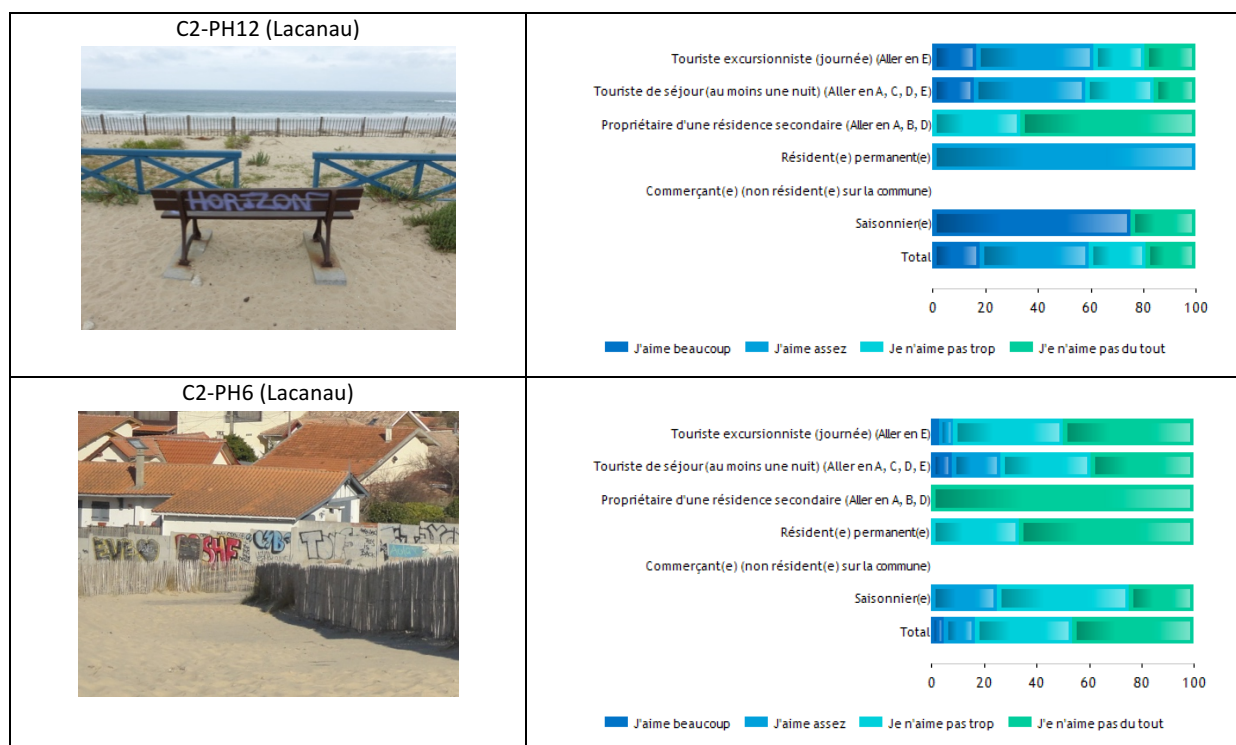 C2-PH12 (Lacanau)
HORIZON
Touriste excursionniste (journée) (Aller en E)
Touriste de séjour (au moins une nuit) (Aller en A, C, D, E)
Propriétaire d'une résidence secondaire (Aller en A, B, D)
Résident(e) permanent(e)
Commerçant(e) (non résident(e) sur la commune)
Saisonnier(e)
Total
0 20 40 60 80 100
J'aime beaucoup J'aime assez Je n'aime pas trop J'e n'aime pas du tout
C2-PH6 (Lacanau)
EVE
SHE
Touriste excursionniste (journée) (Aller en E)
Touriste de séjour (au moins une nuit) (Aller en A, C, D, E)
Propriétaire d'une résidence secondaire (Aller en A, B, D)
Résident(e) permanent(e)
Commerçant(e) (non résident(e) sur la commune)
Saisonnier(e)
Total
0 20 40 60 80 100
J'aime beaucoup J'aime assez Je n'aime pas trop J'e n'aime pas du tout